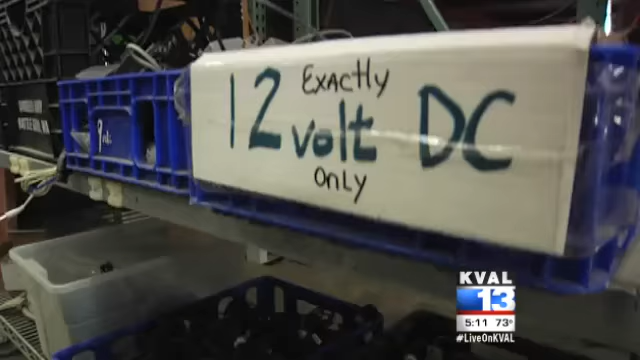 Exactly
12 volt DC
Only
KVAL
13
5:11 73°
#LiveOnKVAL